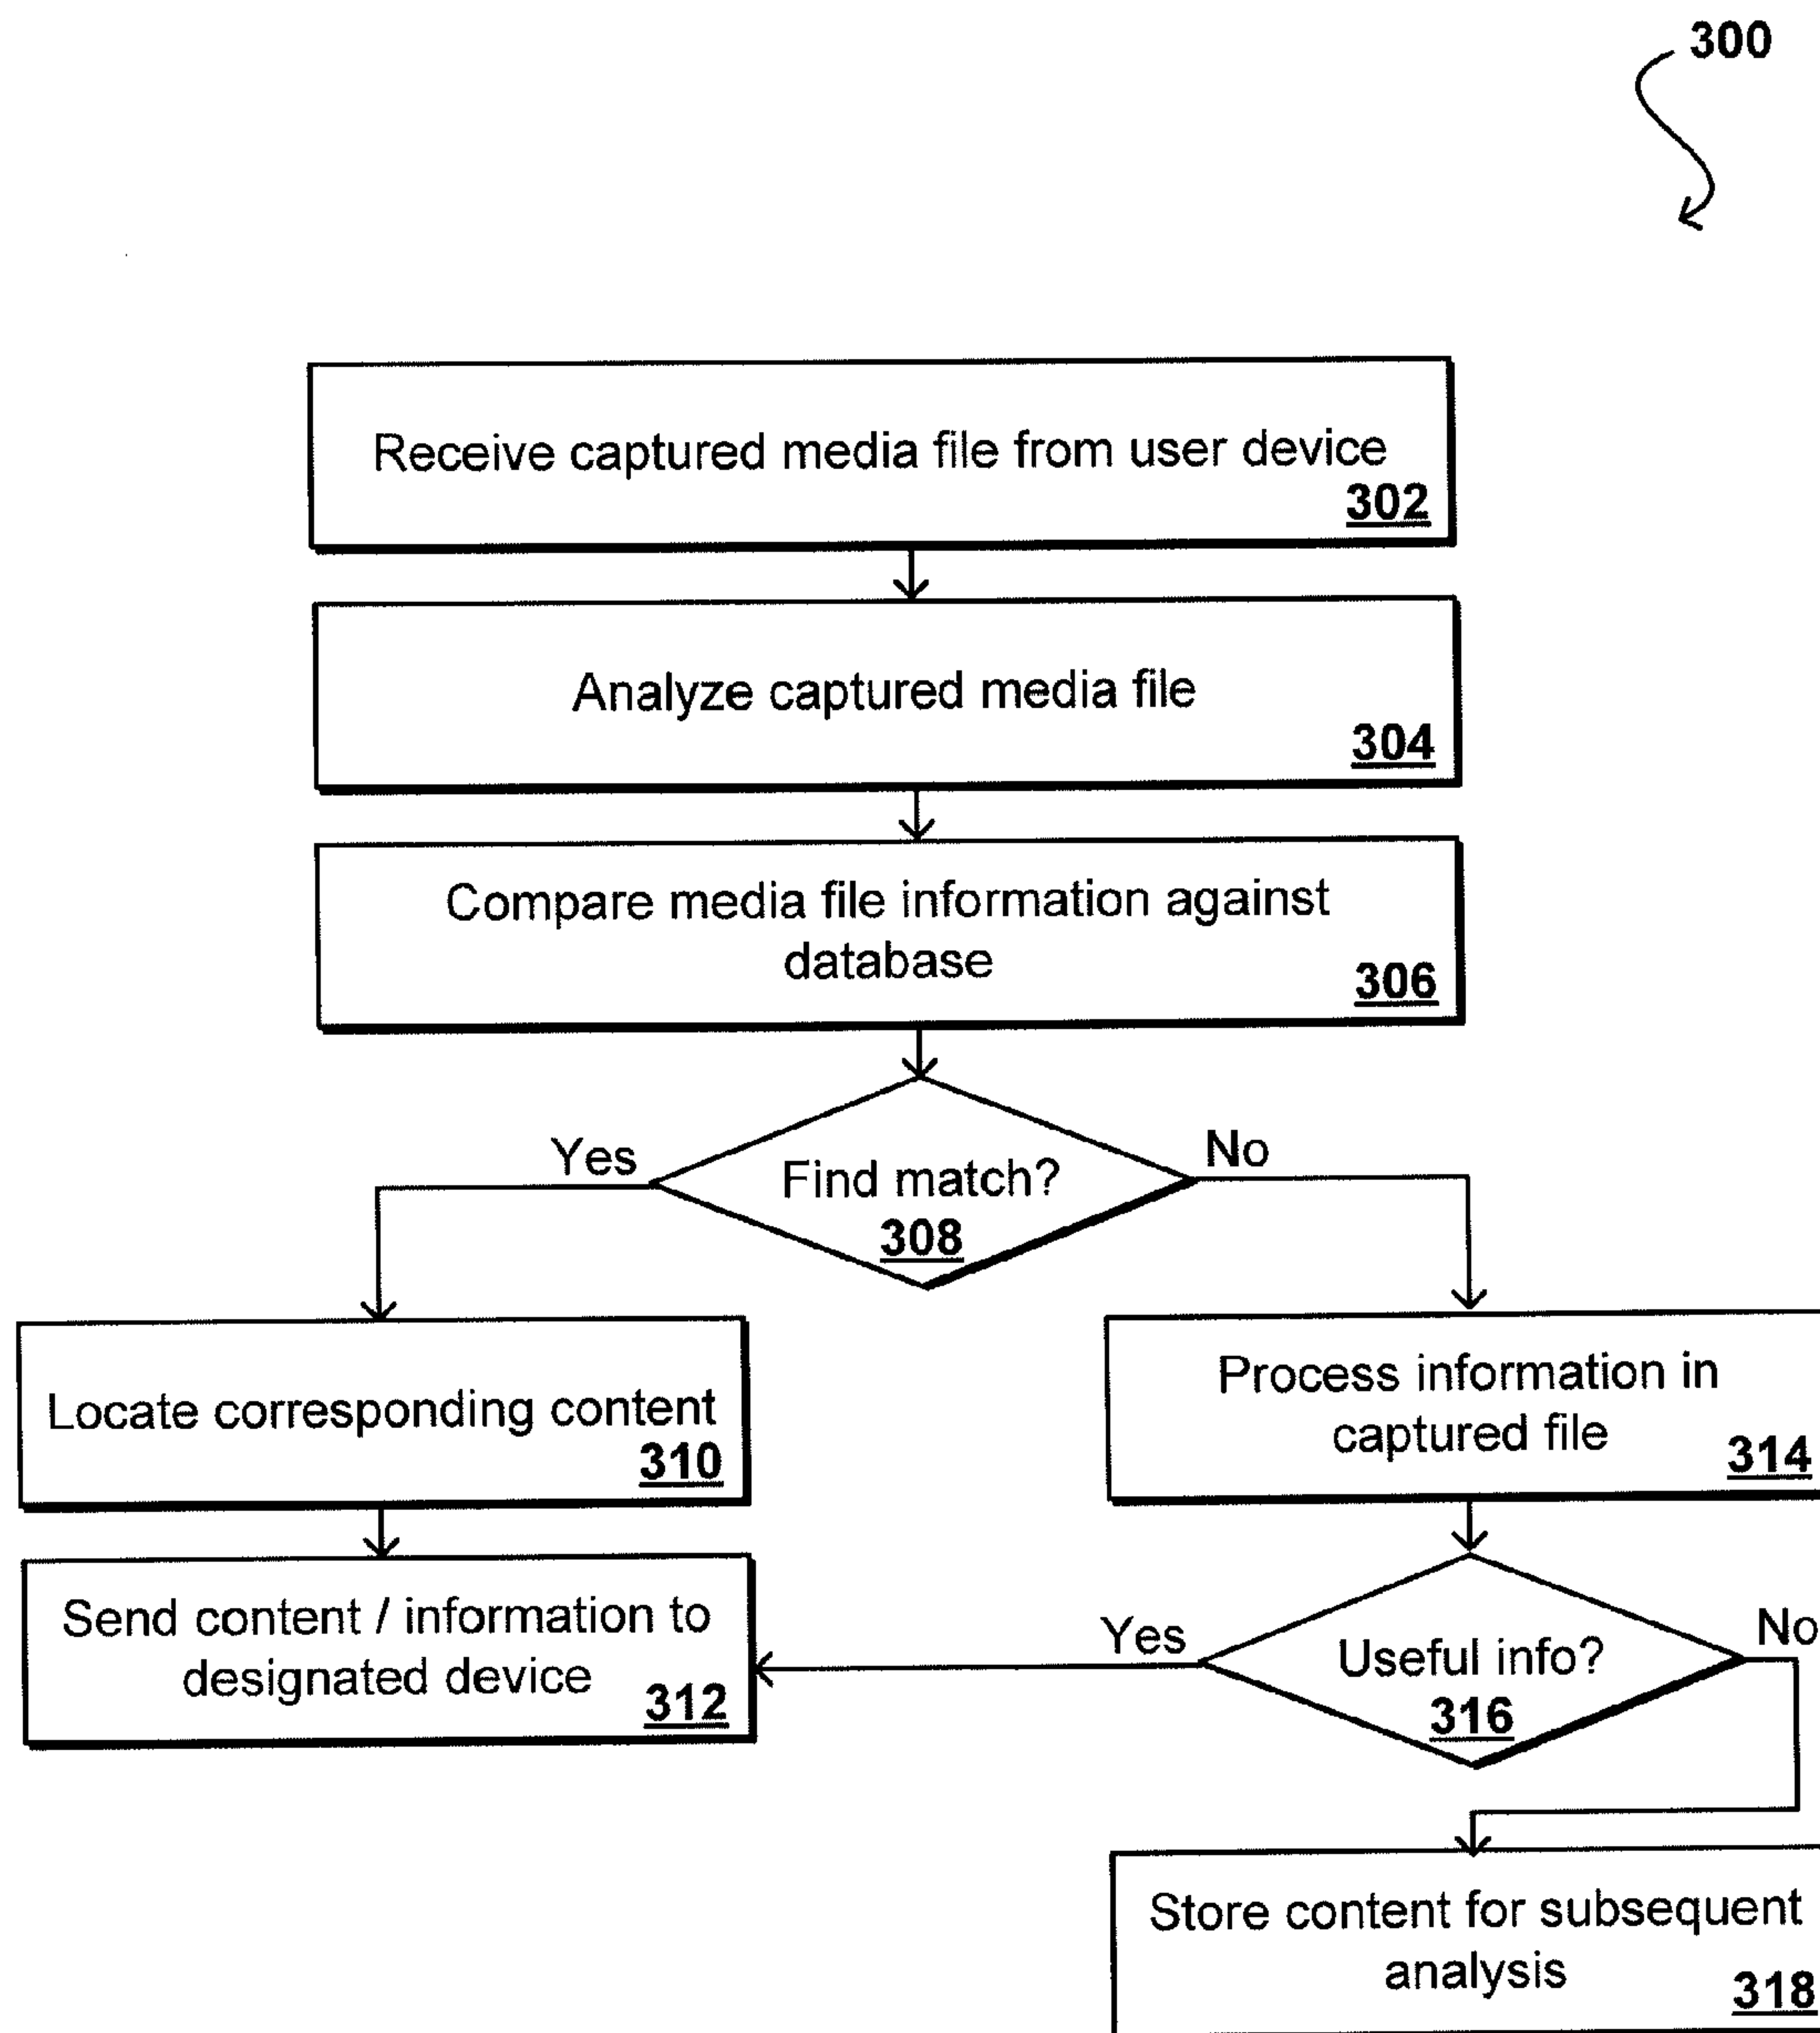 300
Receive captured media file from user device
302
Analyze captured media file
304
Compare media file information against
database
306
Find match?
308
Yes
No
Locate corresponding content
310
Process information in
captured file
314
Send content / information to
designated device
312
Useful info?
316
Yes
No
Store content for subsequent
analysis
318